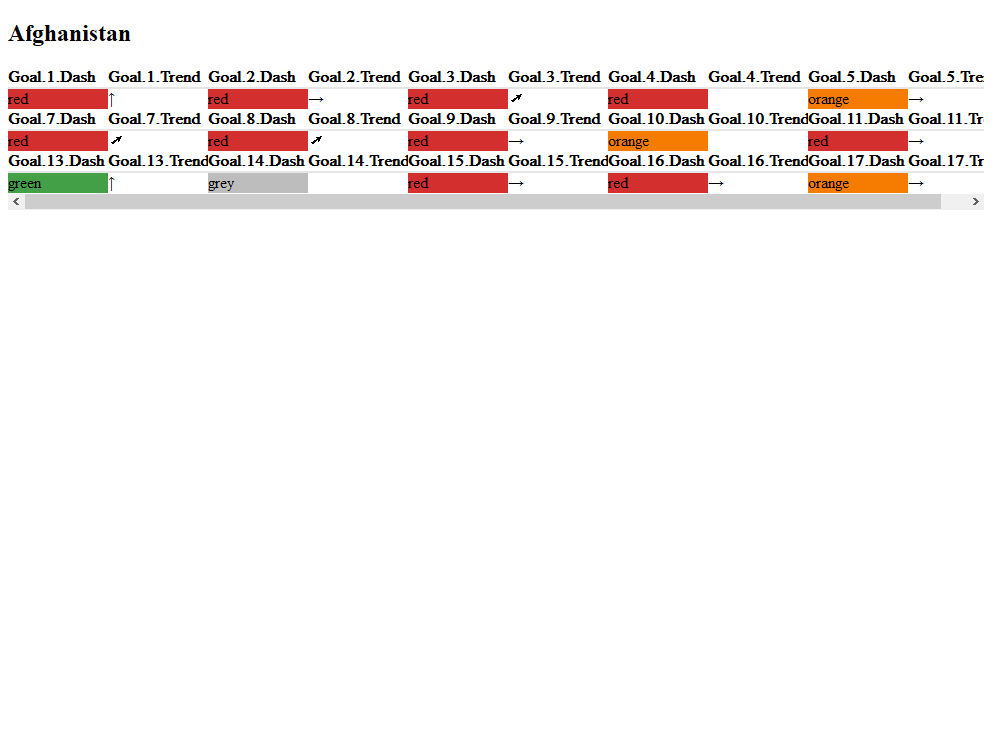 Afghanistan
Goal.1.Dash Goal.1.Trend Goal.2.Dash Goal.2.Trend Goal.3.Dash Goal.3.Trend Goal.4.Dash Goal.4.Trend Goal.5.Dash Goal.5.Tre
red ↑ red → red ↗ red orange →
Goal.7.Dash Goal.7.Trend Goal.8.Dash Goal.8.Trend Goal.9.Dash Goal.9.Trend Goal.10.Dash Goal.10.Trend Goal.11.Dash Goal.11.Tr
red ↗ red ↗ red → orange red →
Goal.13.Dash Goal.13.Trend Goal.14.Dash Goal.14.Trend Goal.15.Dash Goal.15.Trend Goal.16.Dash Goal.16.Trend Goal.17.Dash Goal.17.Tr
green ↑ grey red → red → orange →